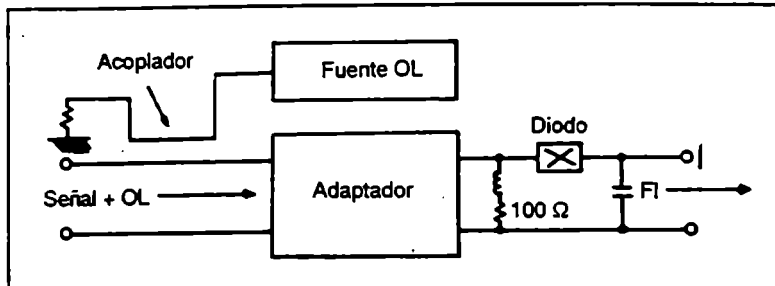 Acoplador
Fuente OL
Diodo
Señal + OL
Adaptador
100 Ω
FI